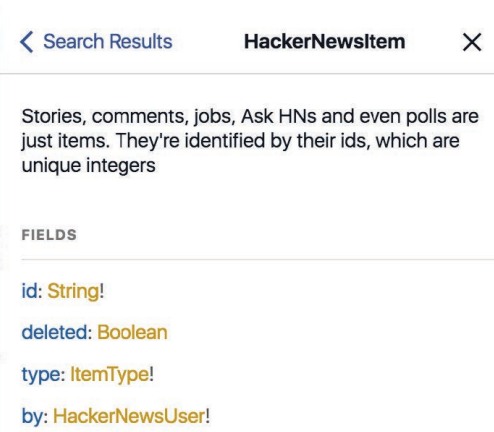 Search Results HackerNewsItem
Stories, comments, jobs, Ask HNs and even polls are
just items. They're identified by their ids, which are
unique integers
FIELDS
id: String!
deleted: Boolean
type: ItemType!
by: HackerNewsUser!